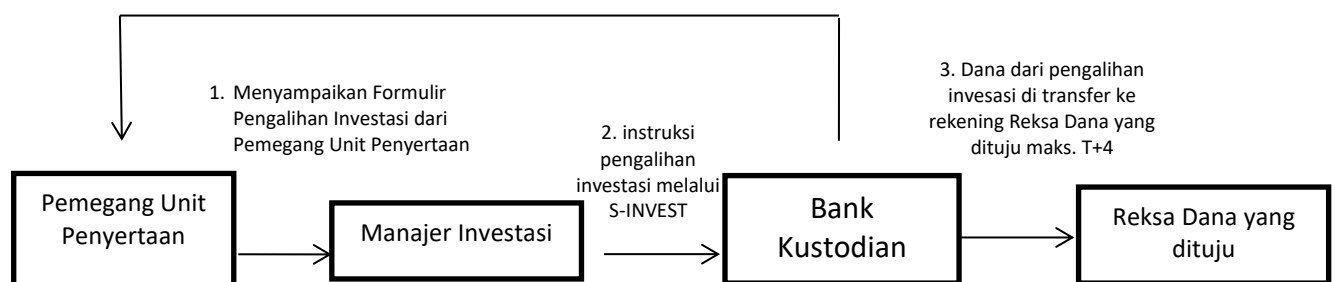 1. Menyampaikan Formulir
Pengalihan Investasi dari
Pemegang Unit Penyertaan
2. instruksi
pengalihan
investasi melalui
S-INVEST
3. Dana dari pengalihan
invesasi di transfer ke
rekening Reksa Dana yang
dituju maks. T+4
Pemegang Unit
Penyertaan
Manajer Investasi
Bank
Kustodian
Reksa Dana yang
dituju